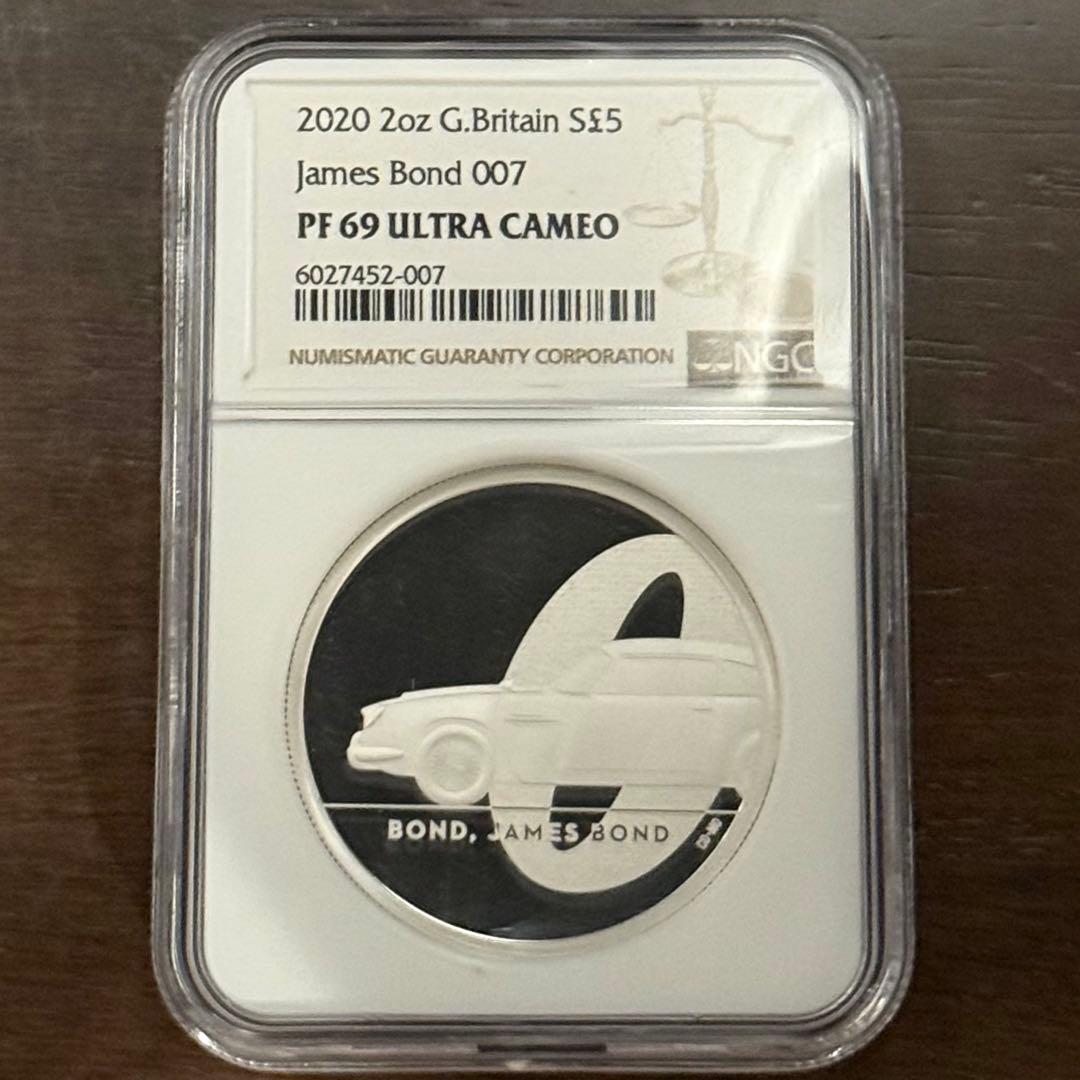 2020 2oz G.Britain S£5
James Bond 007
PF 69 ULTRA CAMEO
6027452-007
NUMISMATIC GUARANTY CORPORATION
NGC
BOND, JAMES BOND